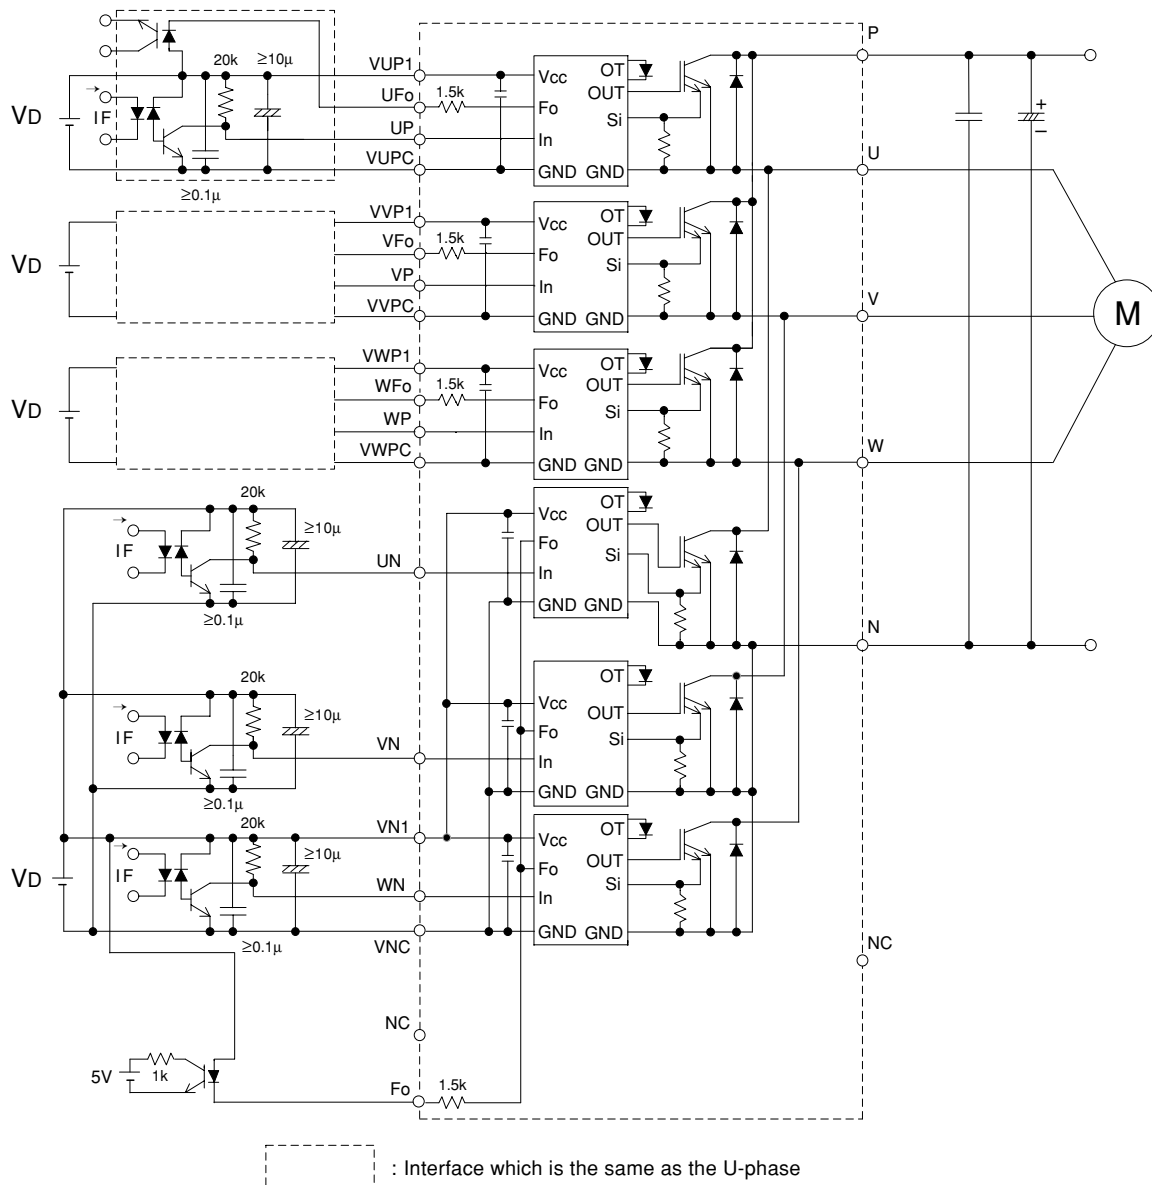 P
20k
≥10μ
VUP1
Vcc
OT
UFo
1.5k
OUT
VD
IF
Fo
Si
UP
In
+
–
U
VUPC
GND
GND
≥0.1μ
VVP1
Vcc
OT
VFo
1.5k
OUT
VD
Fo
Si
VP
In
V
VVPC
GND
GND
M
VWP1
Vcc
OT
WFo
1.5k
OUT
VD
Fo
Si
WP
In
W
VWPC
GND
GND
20k
≥10μ
IF
Vcc
OT
OUT
Fo
Si
UN
In
GND
GND
≥0.1μ
N
20k
≥10μ
IF
Vcc
OT
OUT
Fo
Si
VN
In
GND
GND
≥0.1μ
20k
≥10μ
VN1
Vcc
OT
OUT
VD
IF
Fo
Si
WN
In
GND
GND
VNC
≥0.1μ
NC
NC
5V
1k
Fo
1.5k
: Interface which is the same as the U-phase